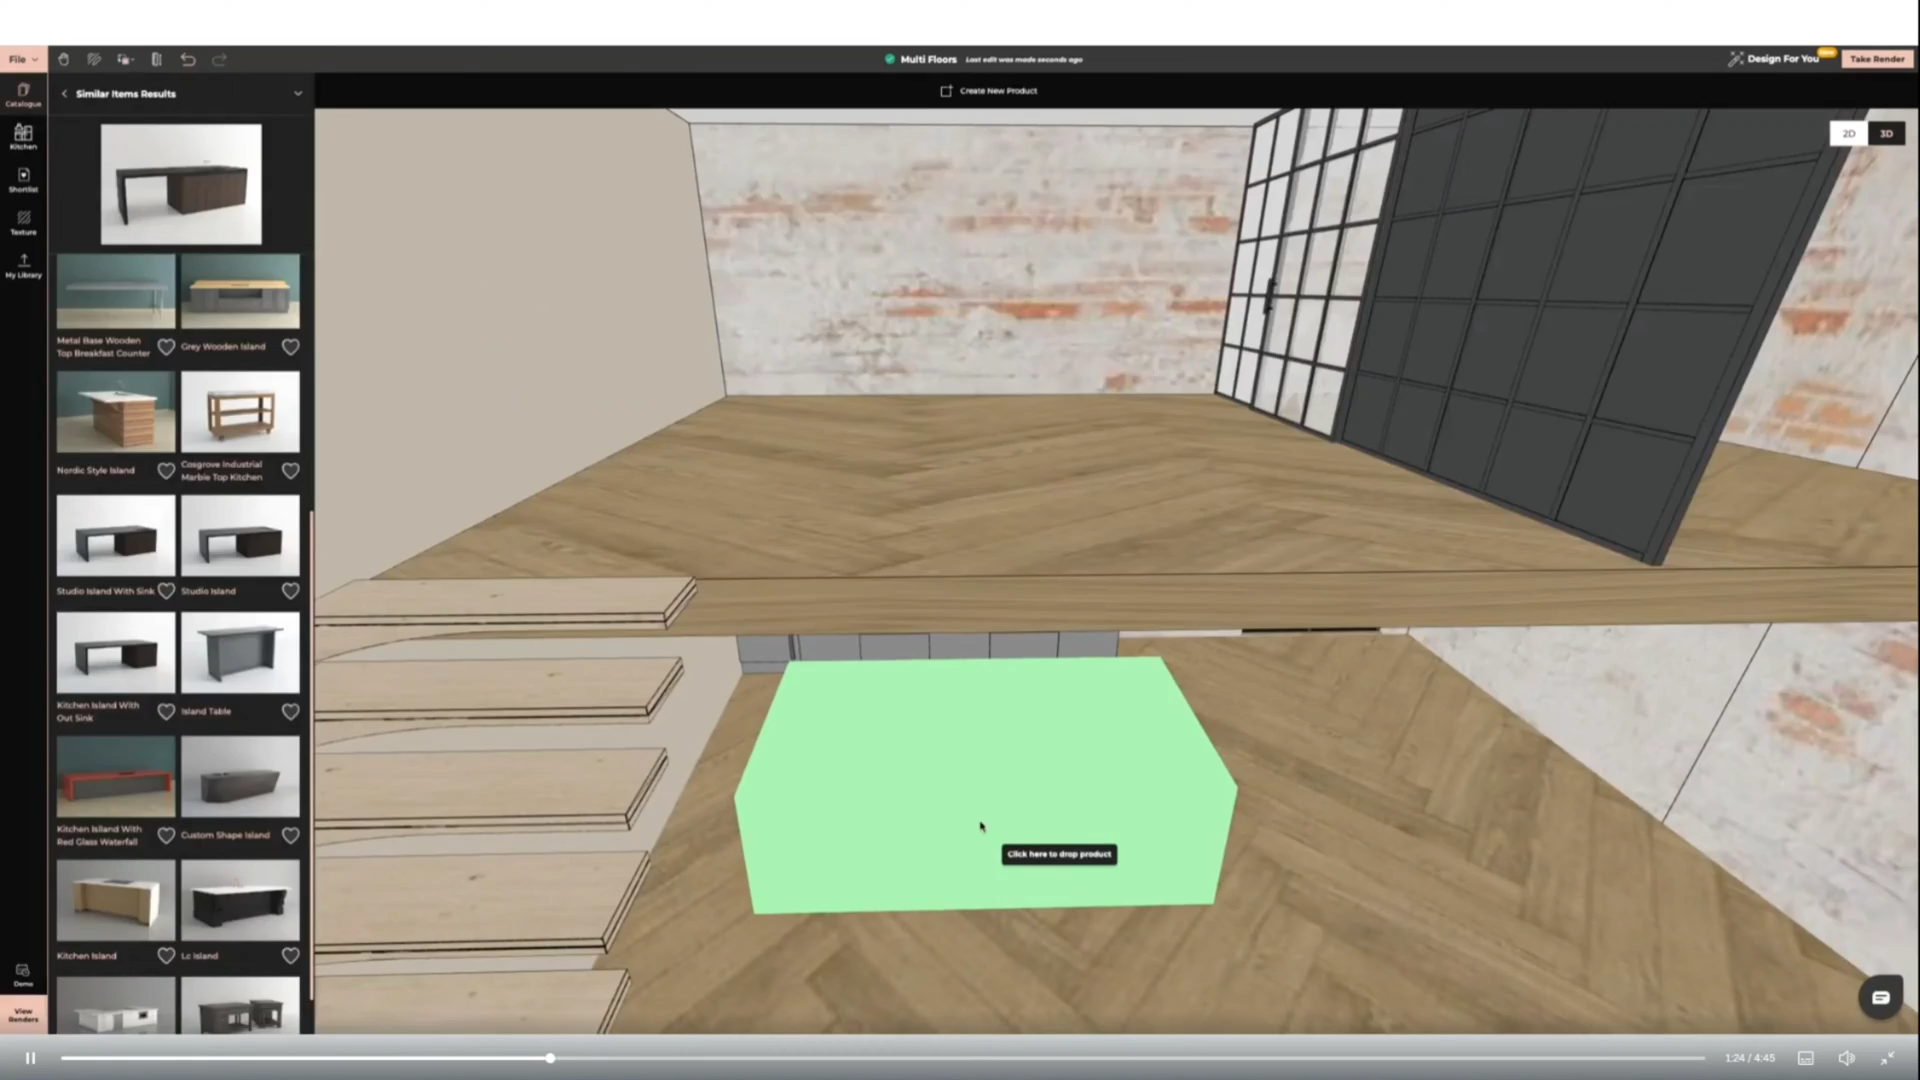 File
Multi Floors Last edit was made seconds ago
Design For You
New
Take Render
Catalogue
Kitchen
Shortlist
Texture
My Library
Demo
View
Renders
Similar Items Results
Create New Product
2D 3D
Metal Base Wooden
Top Breakfast Counter
Grey Wooden Island
Nordic Style Island
Cosgrove Industrial
Marble Top Kitchen
Studio Island With Sink
Studio Island
Kitchen Island With
Out Sink
Island Table
Kitchen Island With
Red Glass Waterfall
Custom Shape Island
Kitchen Island
Lc Island
Click here to drop product
1:24 / 4:45